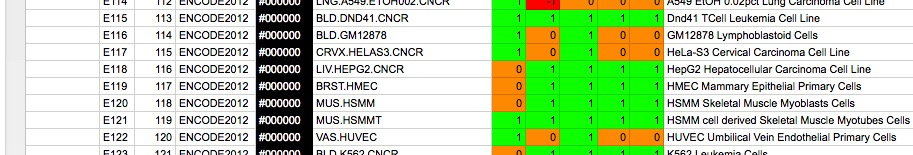 E114 112 ENCODE2012 #000000 LNG.A549.ETOH002.CNCR 1 -1 A549 EtOH 0.02pct Lung Carcinoma Cell Line
E115 113 ENCODE2012 #000000 BLD.DND41.CNCR 1 1 1 1 1 Dnd41 TCell Leukemia Cell Line
E116 114 ENCODE2012 #000000 BLD.GM12878 1 0 1 0 0 GM12878 Lymphoblastoid Cells
E117 115 ENCODE2012 #000000 CRVX.HELAS3.CNCR 1 0 1 0 0 HeLa-S3 Cervical Carcinoma Cell Line
E118 116 ENCODE2012 #000000 LIV.HEPG2.CNCR 0 1 1 1 1 HepG2 Hepatocellular Carcinoma Cell Line
E119 117 ENCODE2012 #000000 BRST.HMEC 0 1 1 1 1 HMEC Mammary Epithelial Primary Cells
E120 118 ENCODE2012 #000000 MUS.HSMM 0 1 1 1 1 HSMM Skeletal Muscle Myoblasts Cells
E121 119 ENCODE2012 #000000 MUS.HSMMT 1 1 1 1 1 HSMM cell derived Skeletal Muscle Myotubes Cells
E122 120 ENCODE2012 #000000 VAS.HUVEC 1 0 1 0 0 HUVEC Umbilical Vein Endothelial Primary Cells
E123 121 ENCODE2012 #000000 BLD.K562.CNCR 0 1 1 1 1 K562 Leukemia Cells